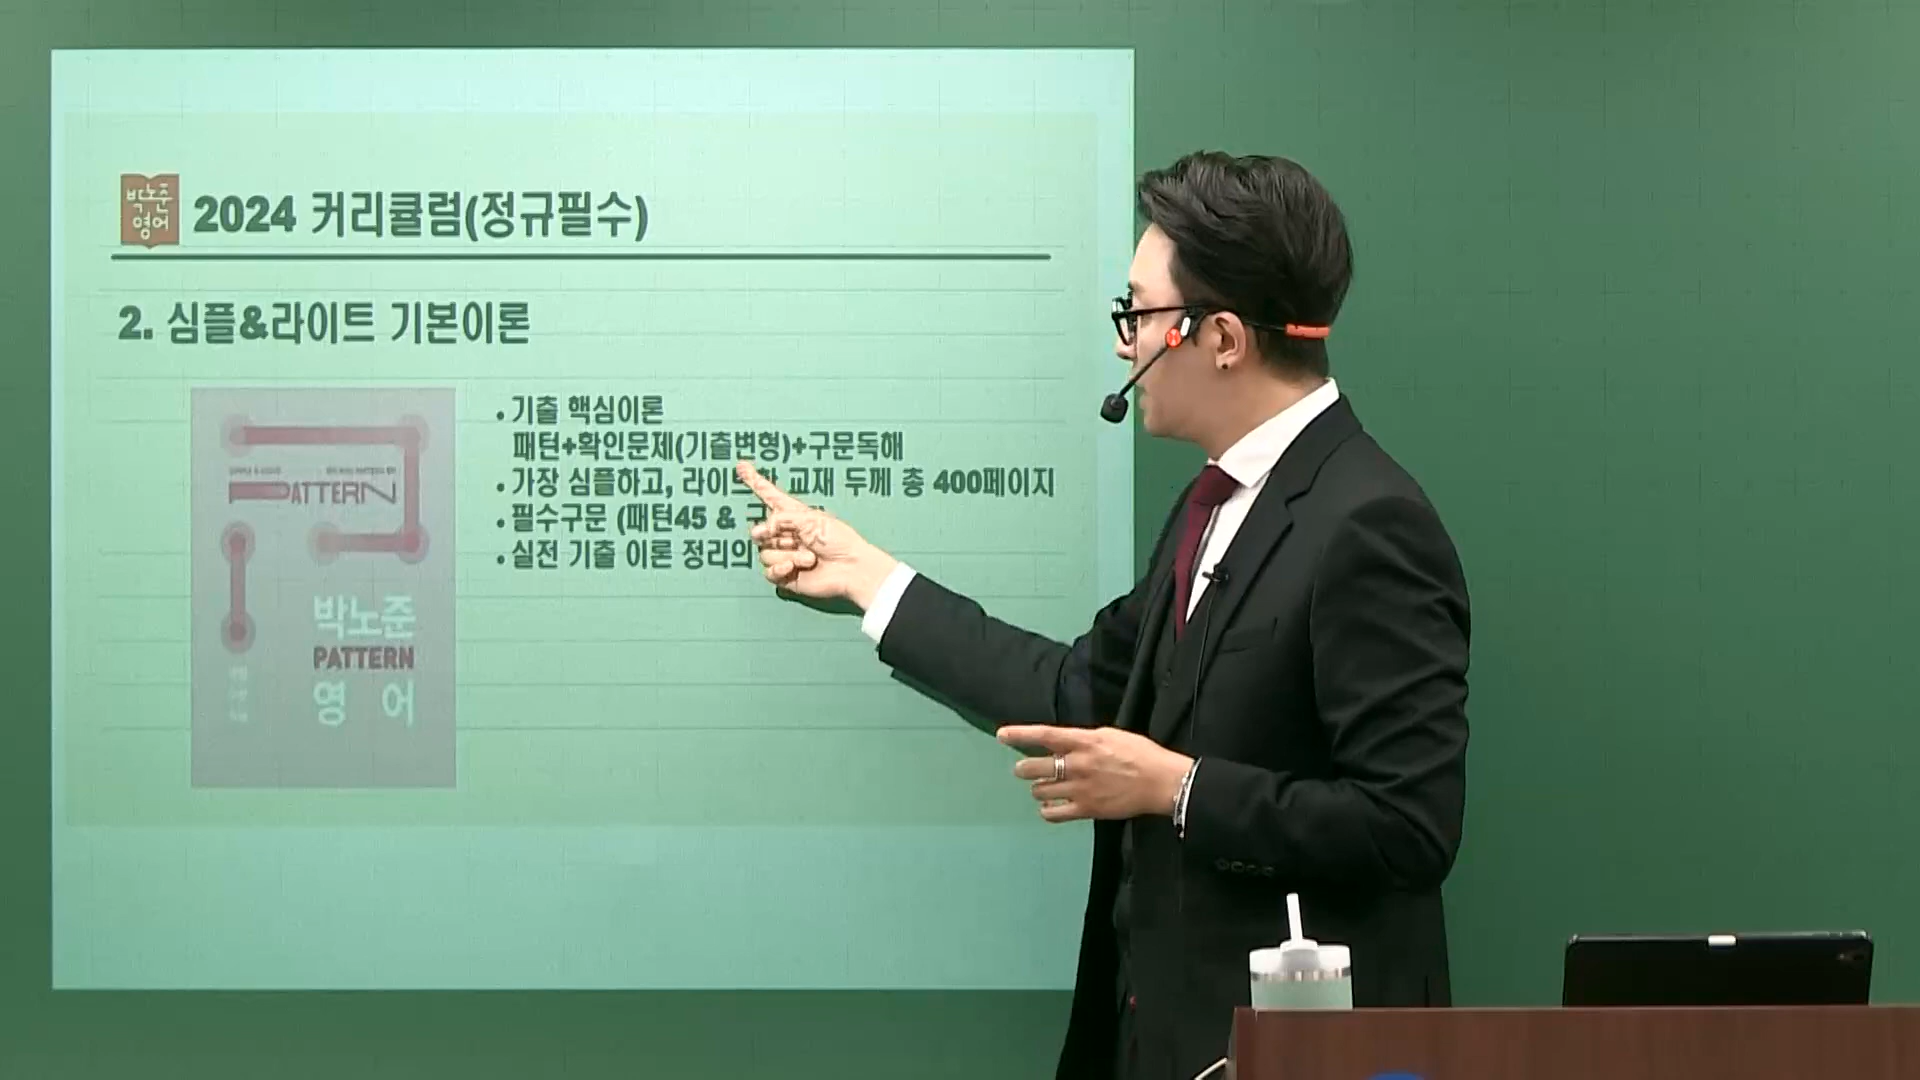 박노준
영어
2024 커리큘럼(정규필수)
2. 심플&라이트 기본이론
• 기출 핵심이론
패턴+확인문제(기출변형)+구문독해
• 가장 심플하고, 라이트한 교재 두께 총 400페이지
• 필수구문 (패턴45 &
• 실전 기출 이론 정리의
PATTERN
박노준
PATTERN
영어